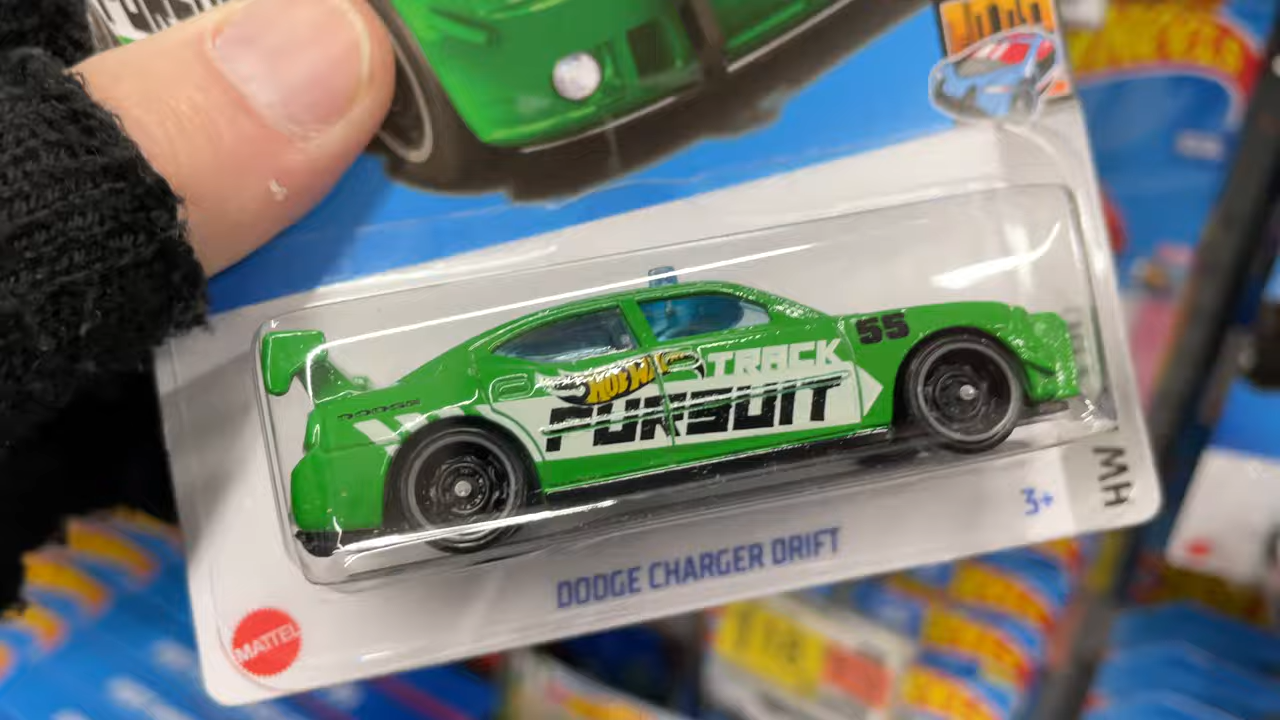 55
HOT WHEELS
TRACK
PURSUIT
DODGE
HW
3+
DODGE CHARGER DRIFT
MATTEL